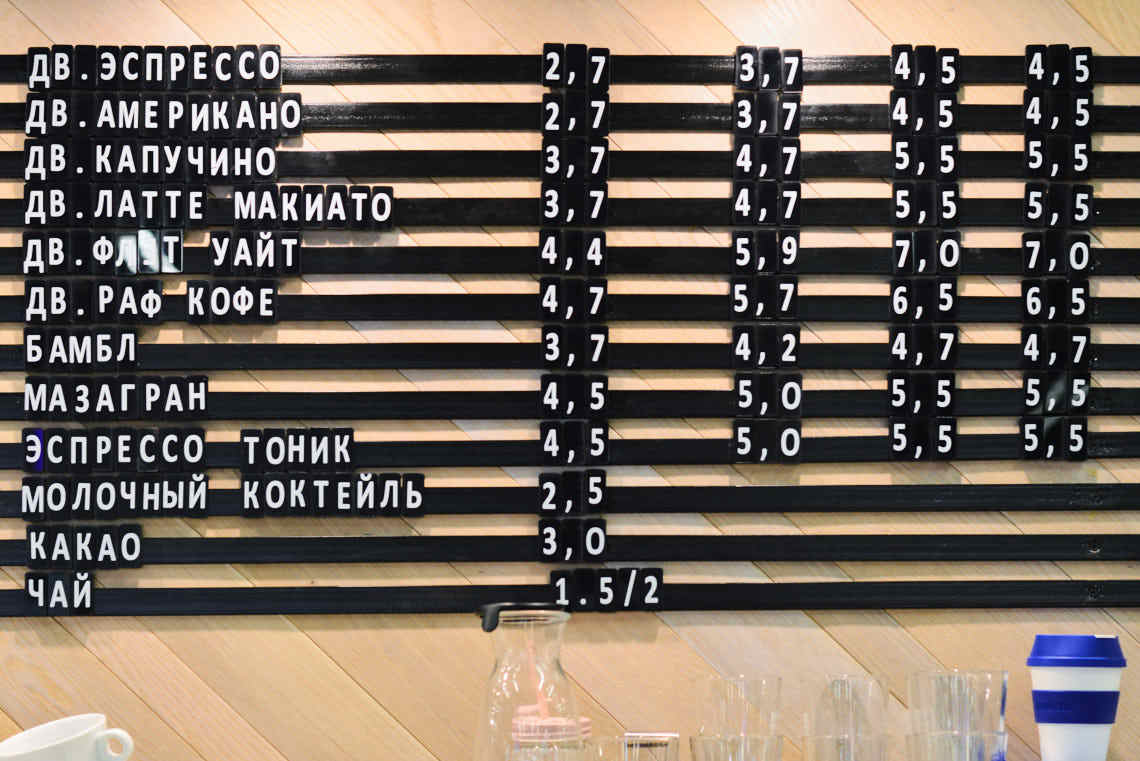 ДВ.ЭСПРЕССО 2,7 3,7 4,5 4,5
ДВ.АМЕРИКАНО 2,7 3,7 4,5 4,5
ДВ.КАПУЧИНО 3,7 4,7 5,5 5,5
ДВ.ЛАТТЕ МАКИАТО 3,7 4,7 5,5 5,5
ДВ.ФЛЭТ УАЙТ 4,4 5,9 7,0 7,0
ДВ.РАФ КОФЕ 4,7 5,7 6,5 6,5
БАМБЛ 3,7 4,2 4,7 4,7
МАЗАГРАН 4,5 5,0 5,5 5,5
ЭСПРЕССО ТОНИК 4,5 5,0 5,5 5,5
МОЛОЧНЫЙ КОКТЕЙЛЬ 2,5
КАКАО 3,0
ЧАЙ 1.5/2